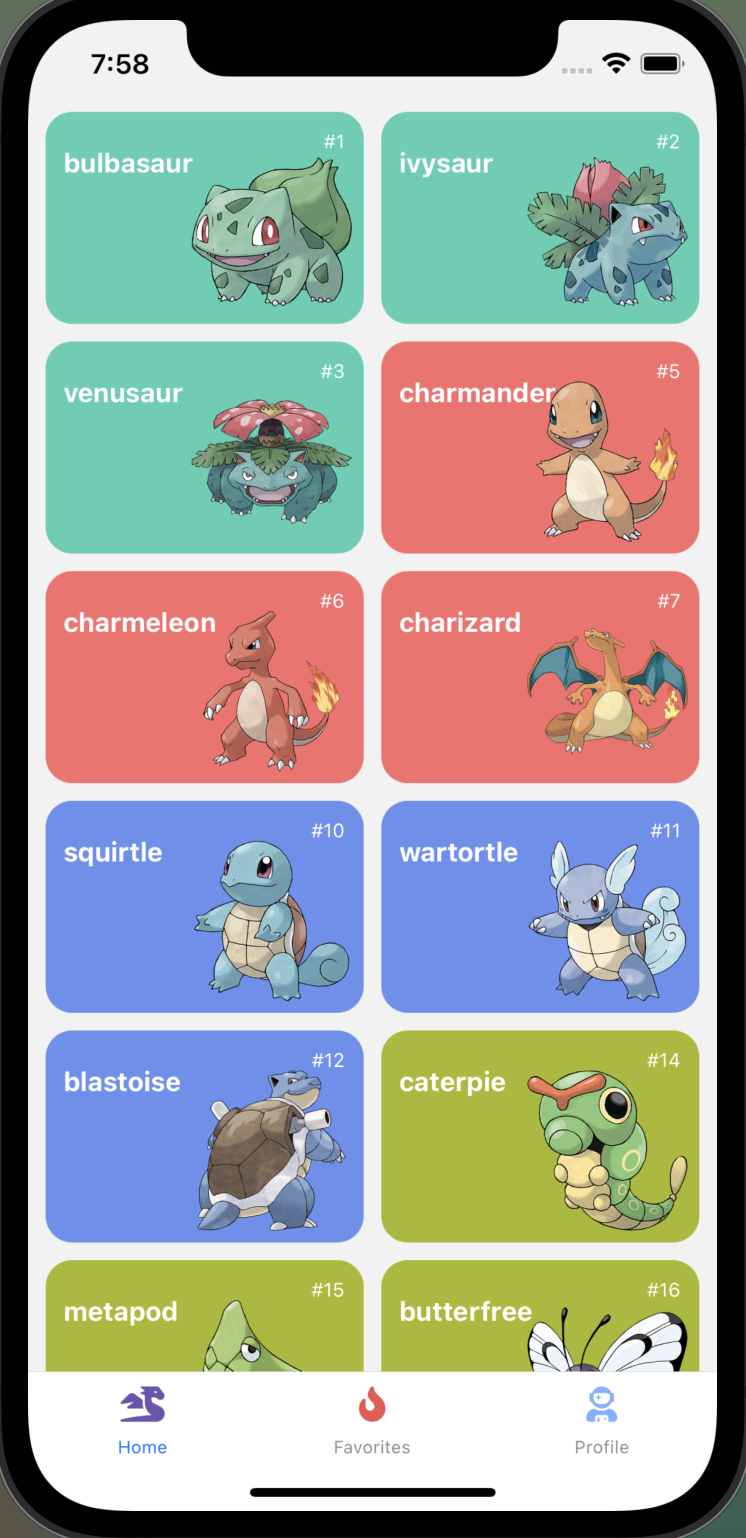 7:58
#1
bulbasaur
#2
ivysaur
#3
venusaur
#5
charmander
#6
charmeleon
#7
charizard
#10
squirtle
#11
wartortle
#12
blastoise
#14
caterpie
#15
metapod
#16
butterfree
Home
Favorites
Profile